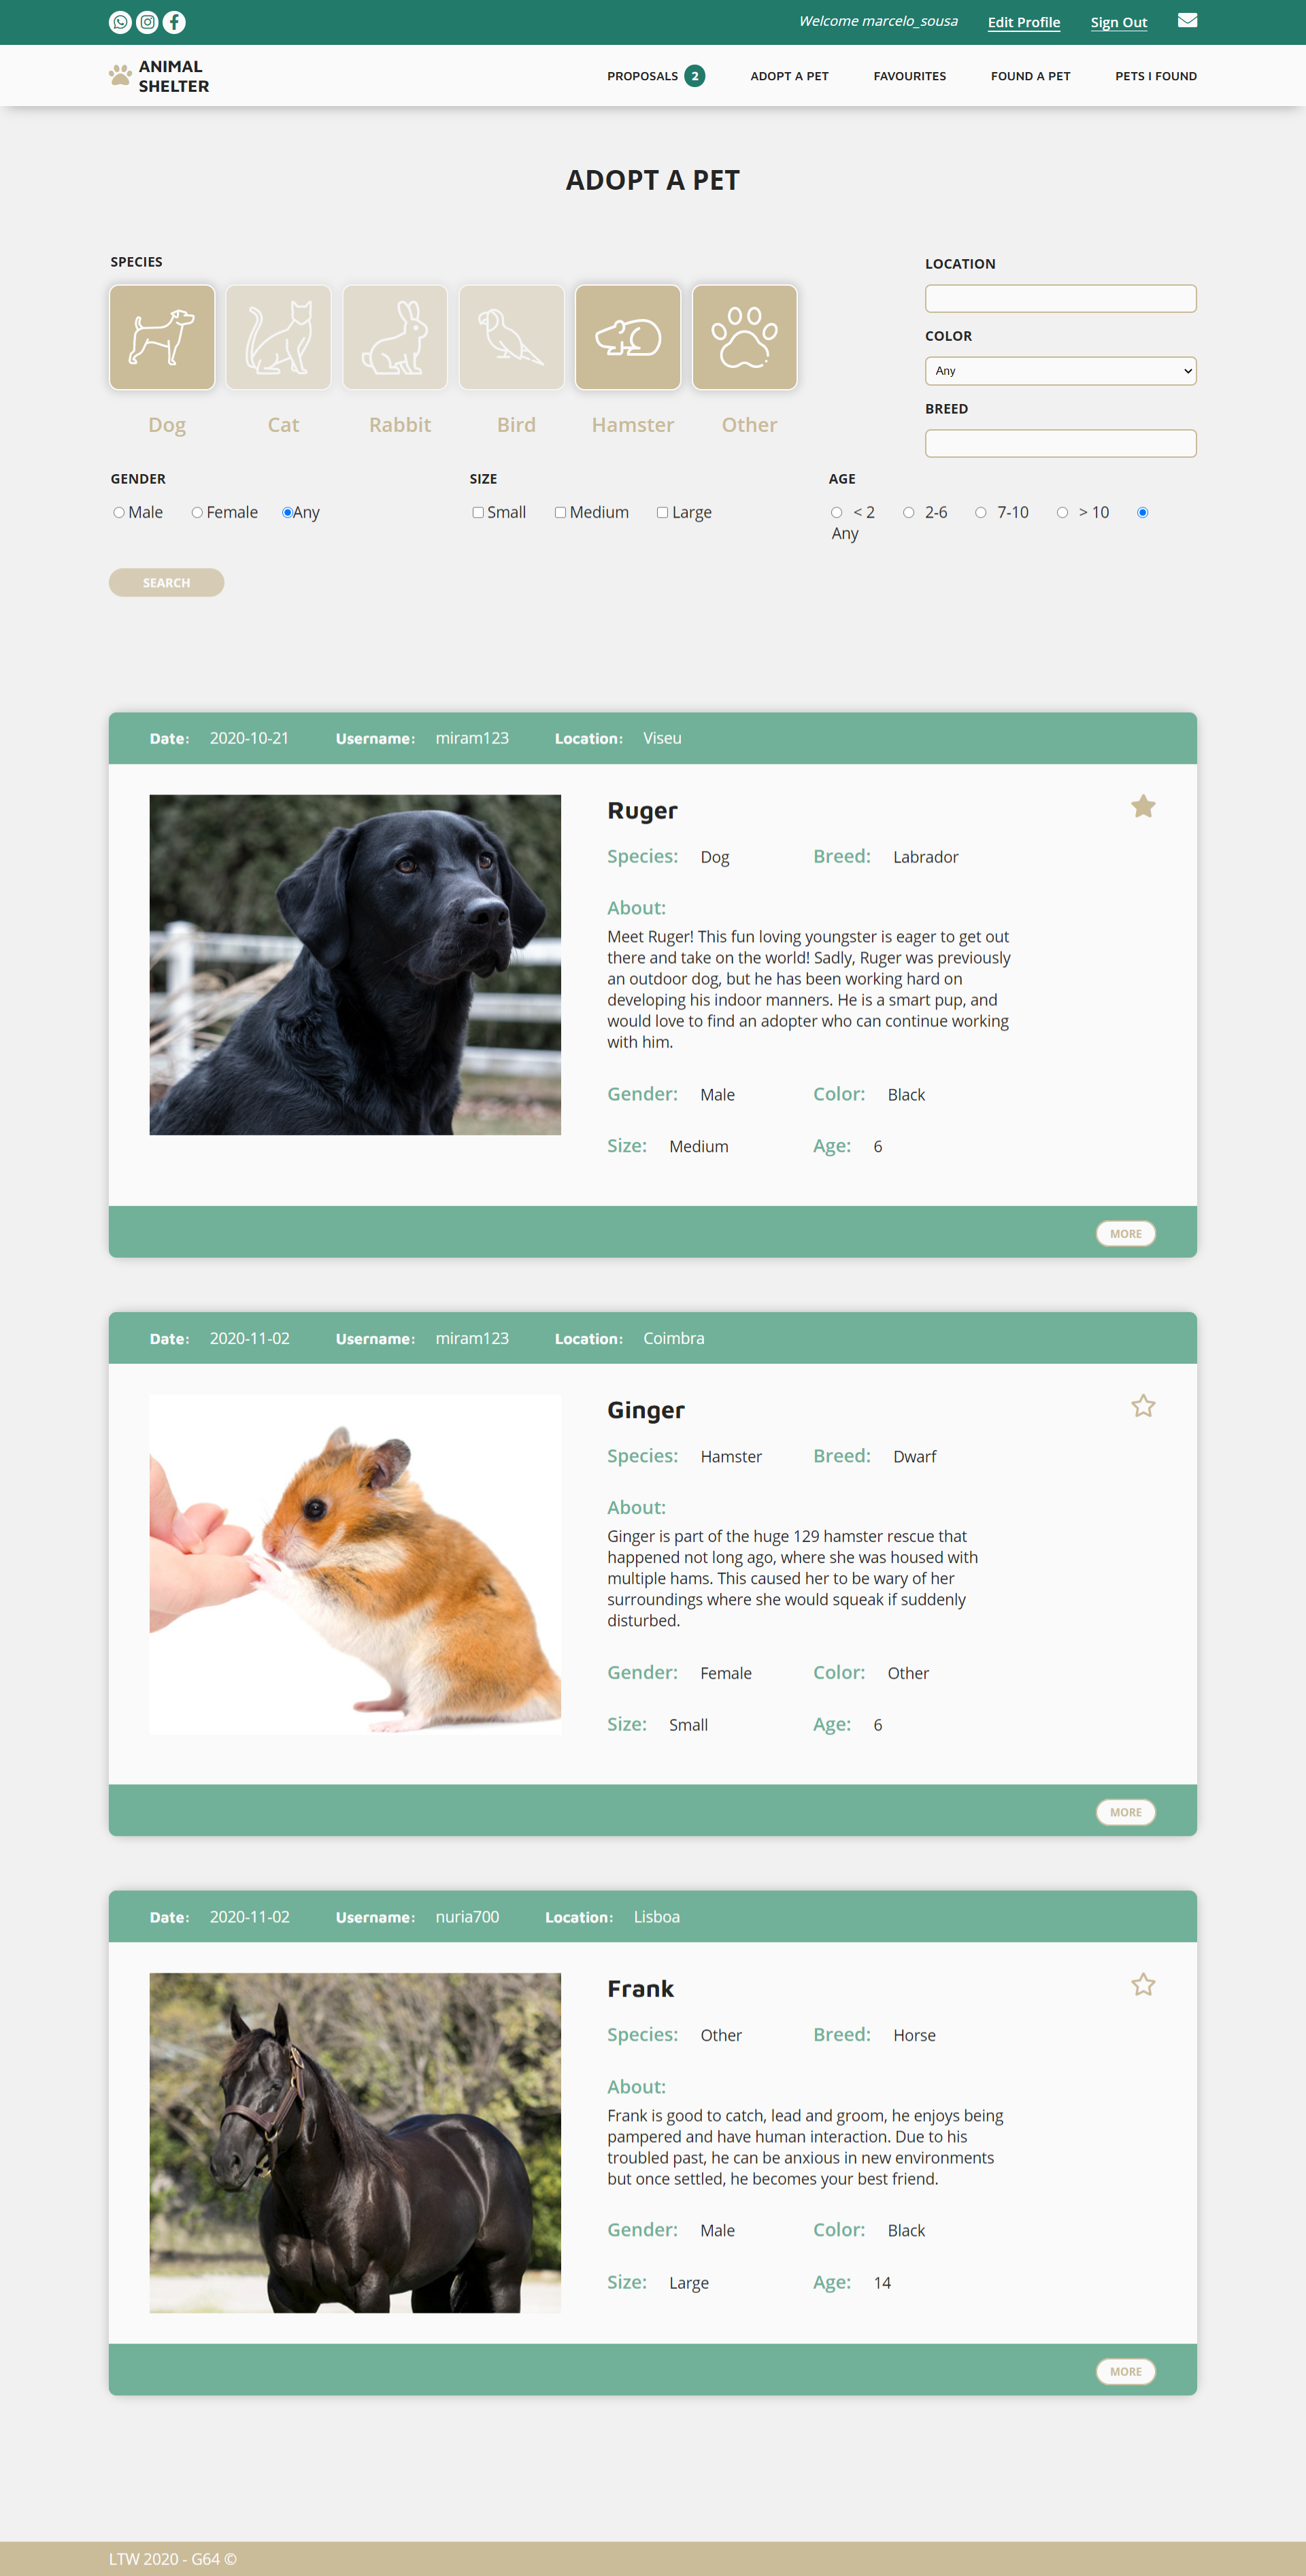 Welcome marcelo_sousa Edit Profile Sign Out
ANIMAL
SHELTER
PROPOSALS 2 ADOPT A PET FAVOURITES FOUND A PET PETS I FOUND
ADOPT A PET
SPECIES
Dog Cat Rabbit Bird Hamster Other
LOCATION
COLOR
Any
BREED
GENDER
Male Female Any
SIZE
Small Medium Large
AGE
< 2 2-6 7-10 > 10
Any
SEARCH
Date: 2020-10-21 Username: miram123 Location: Viseu
Ruger
Species: Dog Breed: Labrador
About:
Meet Ruger! This fun loving youngster is eager to get out
there and take on the world! Sadly, Ruger was previously
an outdoor dog, but he has been working hard on
developing his indoor manners. He is a smart pup, and
would love to find an adopter who can continue working
with him.
Gender: Male Color: Black
Size: Medium Age: 6
MORE
Date: 2020-11-02 Username: miram123 Location: Coimbra
Ginger
Species: Hamster Breed: Dwarf
About:
Ginger is part of the huge 129 hamster rescue that
happened not long ago, where she was housed with
multiple hams. This caused her to be wary of her
surroundings where she would squeak if suddenly
disturbed.
Gender: Female Color: Other
Size: Small Age: 6
MORE
Date: 2020-11-02 Username: nuria700 Location: Lisboa
Frank
Species: Other Breed: Horse
About:
Frank is good to catch, lead and groom, he enjoys being
pampered and have human interaction. Due to his
troubled past, he can be anxious in new environments
but once settled, he becomes your best friend.
Gender: Male Color: Black
Size: Large Age: 14
MORE
LTW 2020 - G64 ©